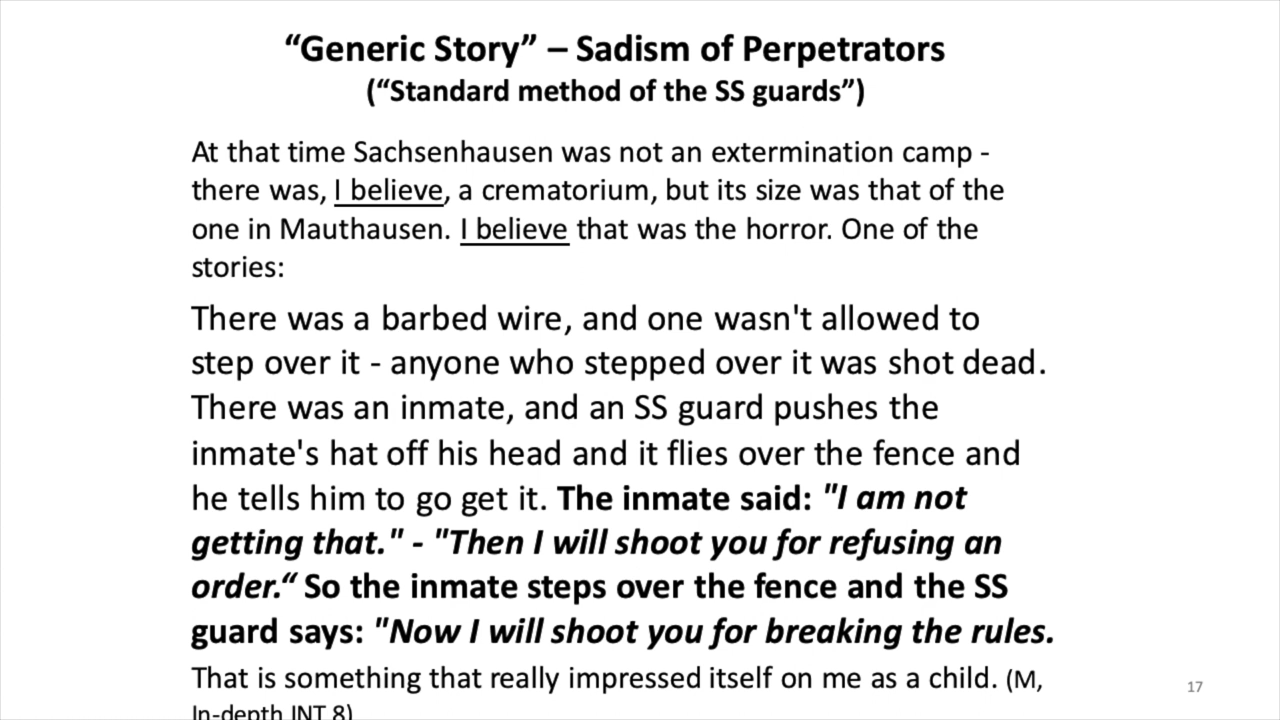 “Generic Story” – Sadism of Perpetrators
(“Standard method of the SS guards”)
At that time Sachsenhausen was not an extermination camp -
there was, I believe, a crematorium, but its size was that of the
one in Mauthausen. I believe that was the horror. One of the
stories:
There was a barbed wire, and one wasn't allowed to
step over it - anyone who stepped over it was shot dead.
There was an inmate, and an SS guard pushes the
inmate's hat off his head and it flies over the fence and
he tells him to go get it. The inmate said: "I am not
getting that." - "Then I will shoot you for refusing an
order.“ So the inmate steps over the fence and the SS
guard says: "Now I will shoot you for breaking the rules.
That is something that really impressed itself on me as a child. (M,
In-depth INT 8)
17